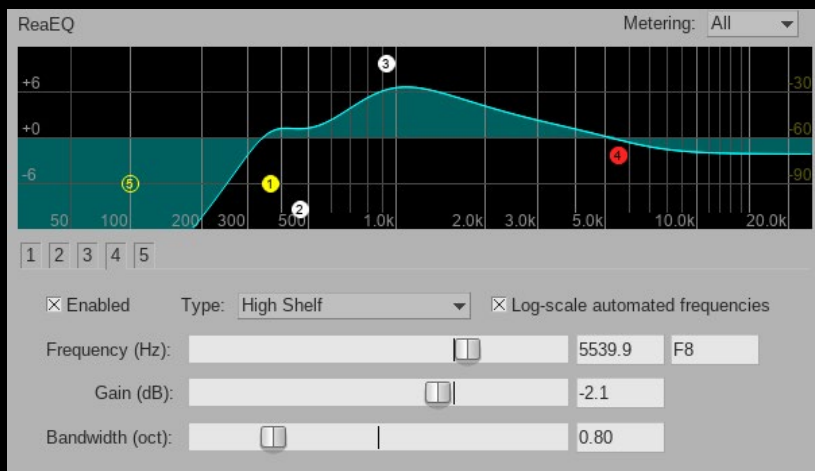 ReaEQ Metering: All
3
+6 -30
+0 -60
4
-6 5 1 -90
2
50 100 200 300 500 1.0k 2.0k 3.0k 5.0k 10.0k 20.0k
1 2 3 4 5
Enabled Type: High Shelf Log-scale automated frequencies
Frequency (Hz): 5539.9 F8
Gain (dB): -2.1
Bandwidth (oct): 0.80